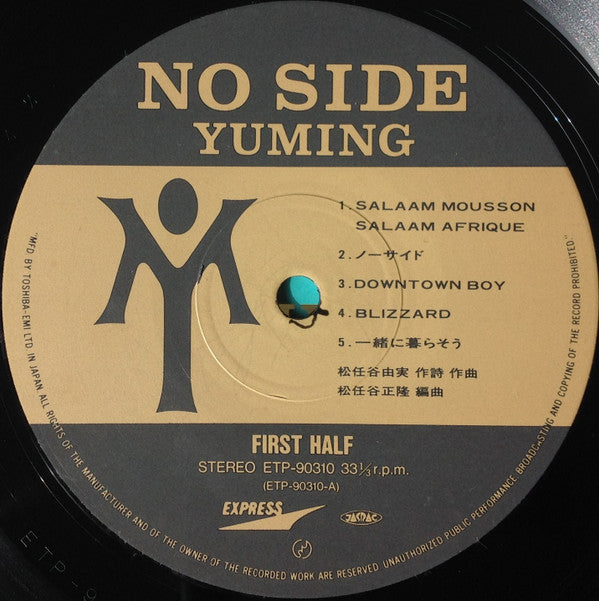 NO SIDE
YUMING
1. SALAAM MOUSSON
SALAAM AFRIQUE
2. ノーサイド
3. DOWNTOWN BOY
4. BLIZZARD
5. 一緒に暮らそう
松任谷由実 作詩 作曲
松任谷正隆 編曲
FIRST HALF
STEREO ETP-90310 33⅓ r.p.m.
(ETP-90310-A)
EXPRESS
JASRAC
"MFD BY TOSHIBA-EMI LTD. IN JAPAN. ALL RIGHTS OF THE MANUFACTURER AND OF THE OWNER OF THE RECORDED WORK ARE RESERVED UNAUTHORIZED PUBLIC PERFORMANCE BROADCASTING AND COPYING OF THE RECORD PROHIBITED."
ETP-9